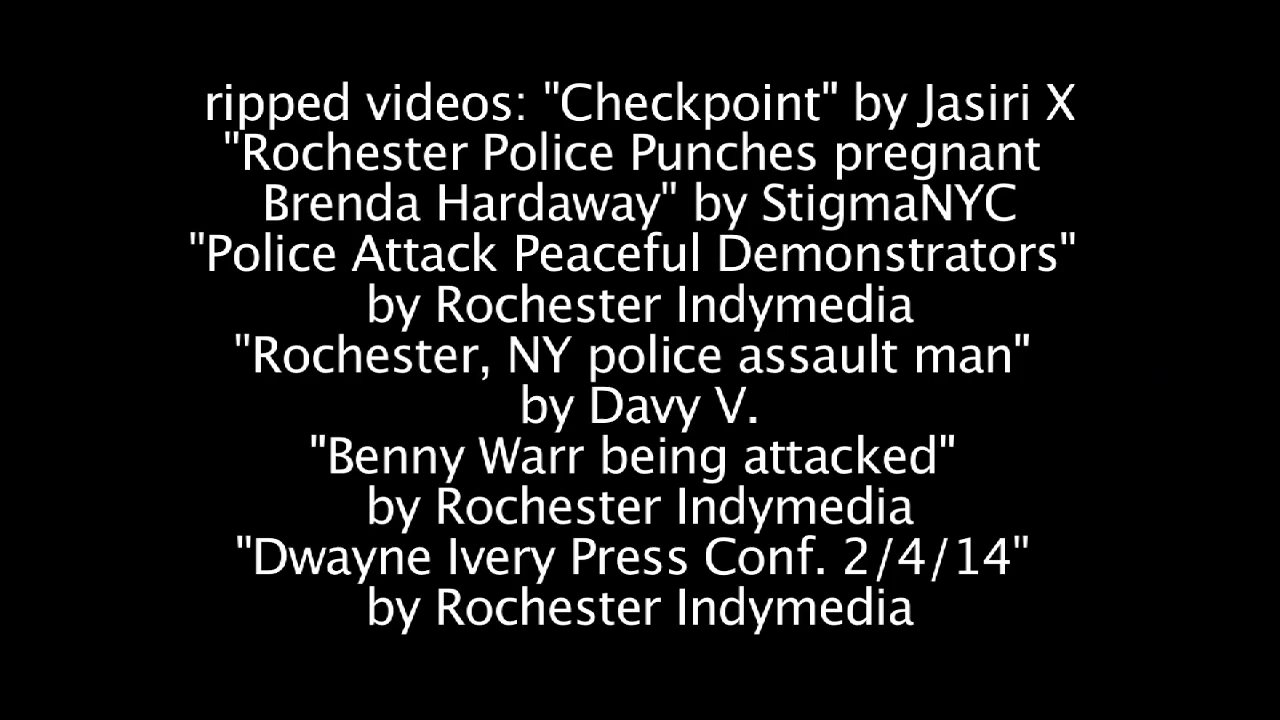 ripped videos: "Checkpoint" by Jasiri X
"Rochester Police Punches pregnant
Brenda Hardaway" by StigmaNYC
"Police Attack Peaceful Demonstrators"
by Rochester Indymedia
"Rochester, NY police assault man"
by Davy V.
"Benny Warr being attacked"
by Rochester Indymedia
"Dwayne Ivery Press Conf. 2/4/14"
by Rochester Indymedia